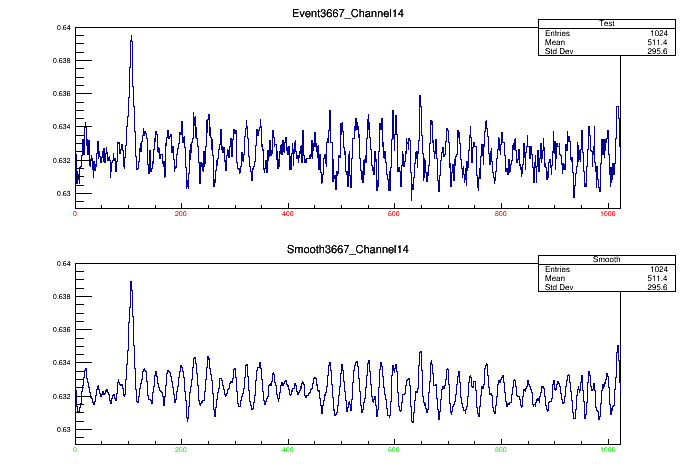 Event3667_Channel14
Test
Entries 1024
Mean 511.4
Std Dev 295.6
0.64
0.638
0.636
0.634
0.632
0.63
0 200 400 600 800 1000
Smooth3667_Channel14
Smooth
Entries 1024
Mean 511.4
Std Dev 295.6
0.64
0.638
0.636
0.634
0.632
0.63
0 200 400 600 800 1000